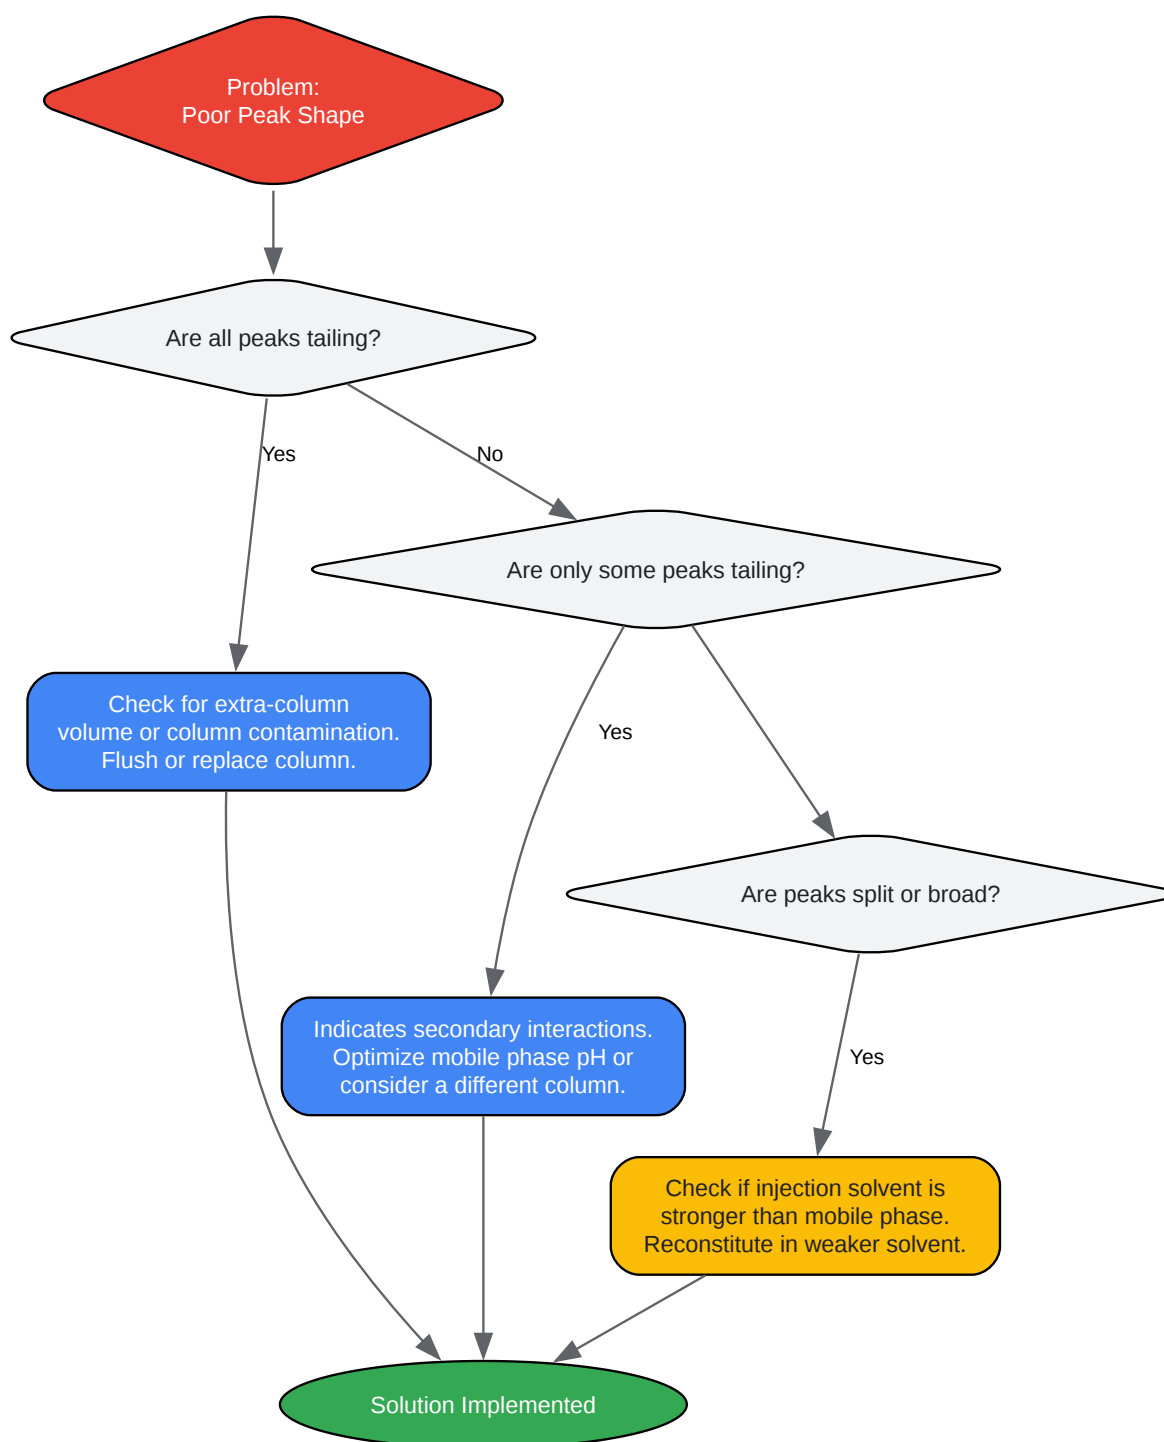 Problem:
Poor Peak Shape
Are all peaks tailing?
Yes
No
Are only some peaks tailing?
Check for extra-column
volume or column contamination.
Flush or replace column.
Yes
Are peaks split or broad?
Indicates secondary interactions.
Optimize mobile phase pH or
consider a different column.
Yes
Check if injection solvent is
stronger than mobile phase.
Reconstitute in weaker solvent.
Solution Implemented